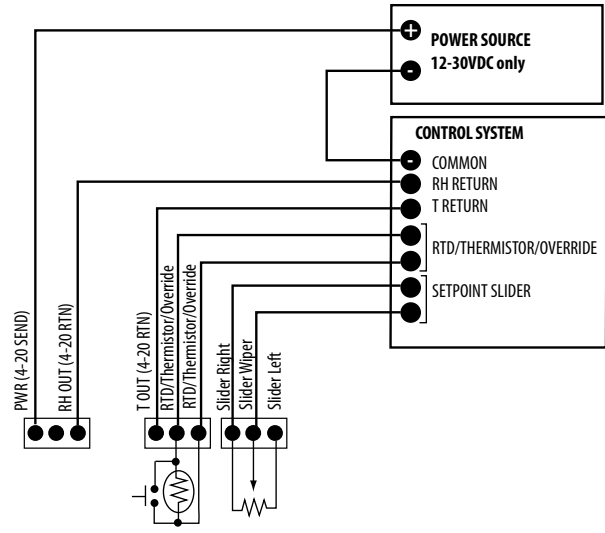 +
POWER SOURCE
12-30VDC only
-
CONTROL SYSTEM
-
COMMON
RH RETURN
T RETURN
RTD/THERMISTOR/OVERRIDE
SETPOINT SLIDER
PWR (4-20 SEND)
RH OUT (4-20 RTN)
T OUT (4-20 RTN)
RTD/Thermistor/Override
RTD/Thermistor/Override
Slider Right
Slider Wiper
Slider Left